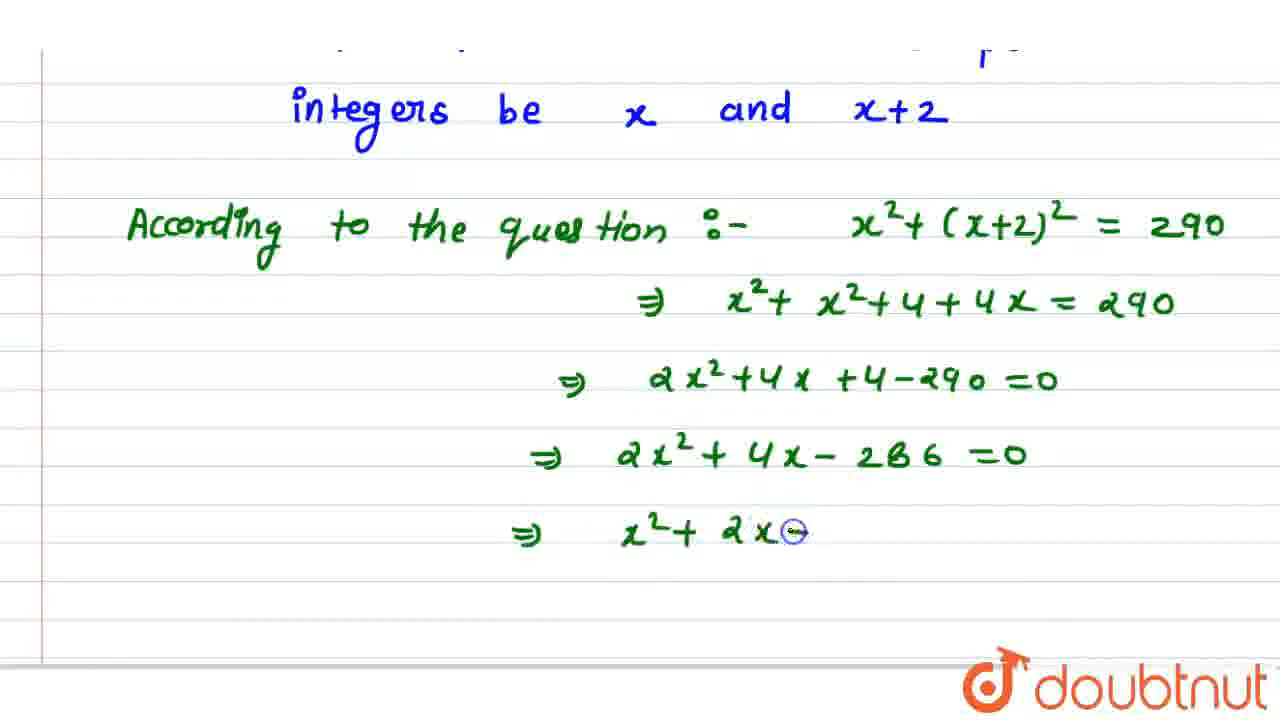 integers be x and x+2
According to the question :- x² + (x+2)² = 290
⇒ x² + x² + 4 + 4x = 290
⇒ 2x² + 4x + 4 - 290 = 0
⇒ 2x² + 4x - 286 = 0
⇒ x² + 2x -
doubtnut